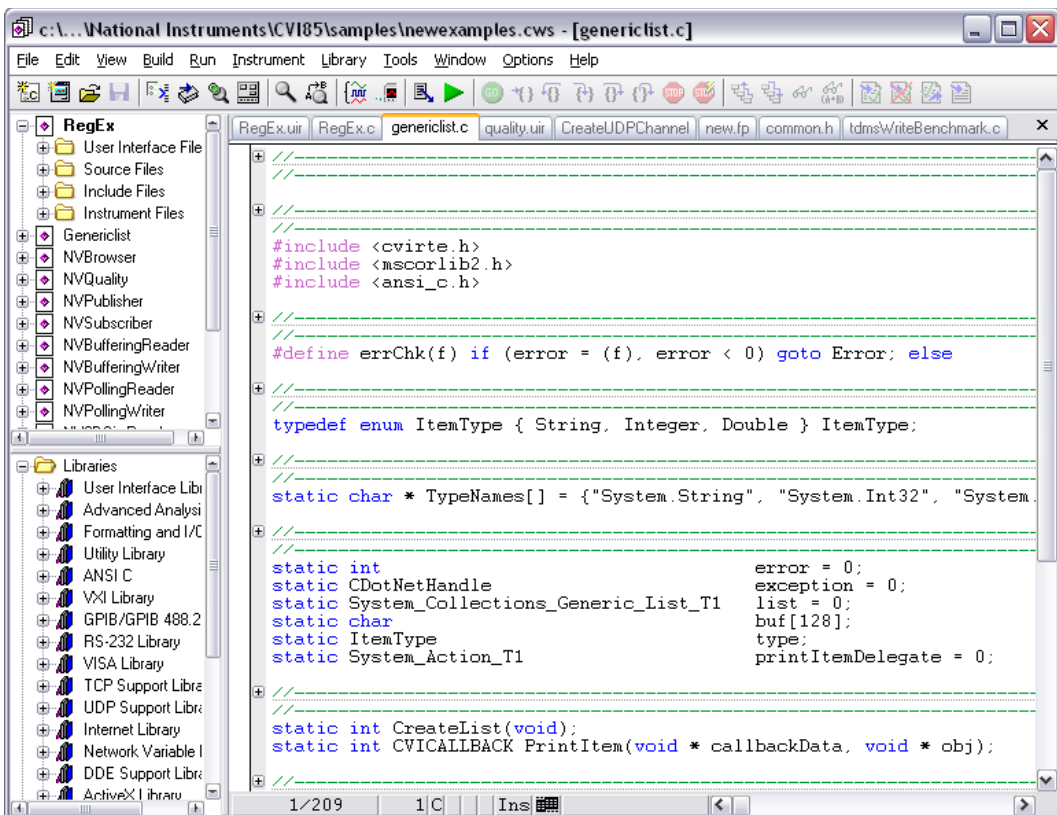 c:\...\National Instruments\CVI85\samples\newexamples.cws - [genericlist.c]
File Edit View Build Run Instrument Library Tools Window Options Help
RegEx
User Interface File
Source Files
Include Files
Instrument Files
Genericlist
NVBrowser
NVQuality
NVPublisher
NVSubscriber
NVBufferingReader
NVBufferingWriter
NVPollingReader
NVPollingWriter
Libraries
User Interface Libr
Advanced Analysi
Formatting and I/O
Utility Library
ANSI C
VXI Library
GPIB/GPIB 488.2
RS-232 Library
VISA Library
TCP Support Libra
UDP Support Libra
Internet Library
Network Variable
DDE Support Libra
ActiveX Library
RegEx.uir RegEx.c genericlist.c quality.uir CreateUDPChannel new.fp common.h tdmsWriteBenchmark.c
//----------------------------------------------------------------
//----------------------------------------------------------------
//----------------------------------------------------------------
//----------------------------------------------------------------
#include <cvirte.h>
#include <mscorlib2.h>
#include <ansi_c.h>
//----------------------------------------------------------------
//----------------------------------------------------------------
#define errChk(f) if (error = (f), error < 0) goto Error; else
//----------------------------------------------------------------
//----------------------------------------------------------------
typedef enum ItemType { String, Integer, Double } ItemType;
//----------------------------------------------------------------
//----------------------------------------------------------------
static char * TypeNames[] = {"System.String", "System.Int32", "System.
//----------------------------------------------------------------
//----------------------------------------------------------------
static int error = 0;
static CDotNetHandle exception = 0;
static System_Collections_Generic_List_T1 list = 0;
static char buf[128];
static ItemType type;
static System_Action_T1 printItemDelegate = 0;
//----------------------------------------------------------------
//----------------------------------------------------------------
static int CreateList(void);
static int CVICALLBACK PrintItem(void * callbackData, void * obj);
//----------------------------------------------------------------
1/209 1 C Ins